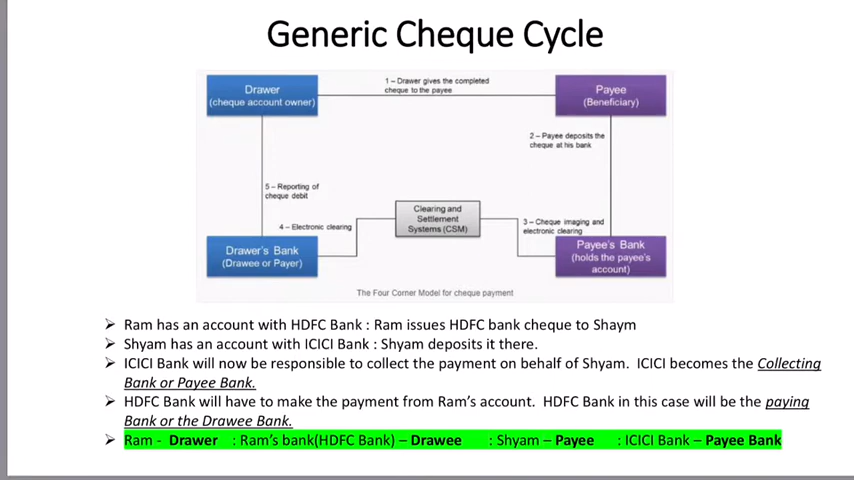 Generic Cheque Cycle
Drawer
(cheque account owner)
1 – Drawer gives the completed
cheque to the payee
Payee
(Beneficiary)
2 – Payee deposits the
cheque at his bank
5 – Reporting of
cheque debit
Clearing and
Settlement
Systems (CSM)
4 – Electronic clearing
3 – Cheque imaging and
electronic clearing
Drawer's Bank
(Drawee or Payer)
Payee's Bank
(holds the payee's
account)
The Four Corner Model for cheque payment
➢ Ram has an account with HDFC Bank : Ram issues HDFC bank cheque to Shaym
➢ Shyam has an account with ICICI Bank : Shyam deposits it there.
➢ ICICI Bank will now be responsible to collect the payment on behalf of Shyam. ICICI becomes the Collecting
Bank or Payee Bank.
➢ HDFC Bank will have to make the payment from Ram's account. HDFC Bank in this case will be the paying
Bank or the Drawee Bank.
➢ Ram - Drawer : Ram's bank(HDFC Bank) – Drawee : Shyam – Payee : ICICI Bank – Payee Bank